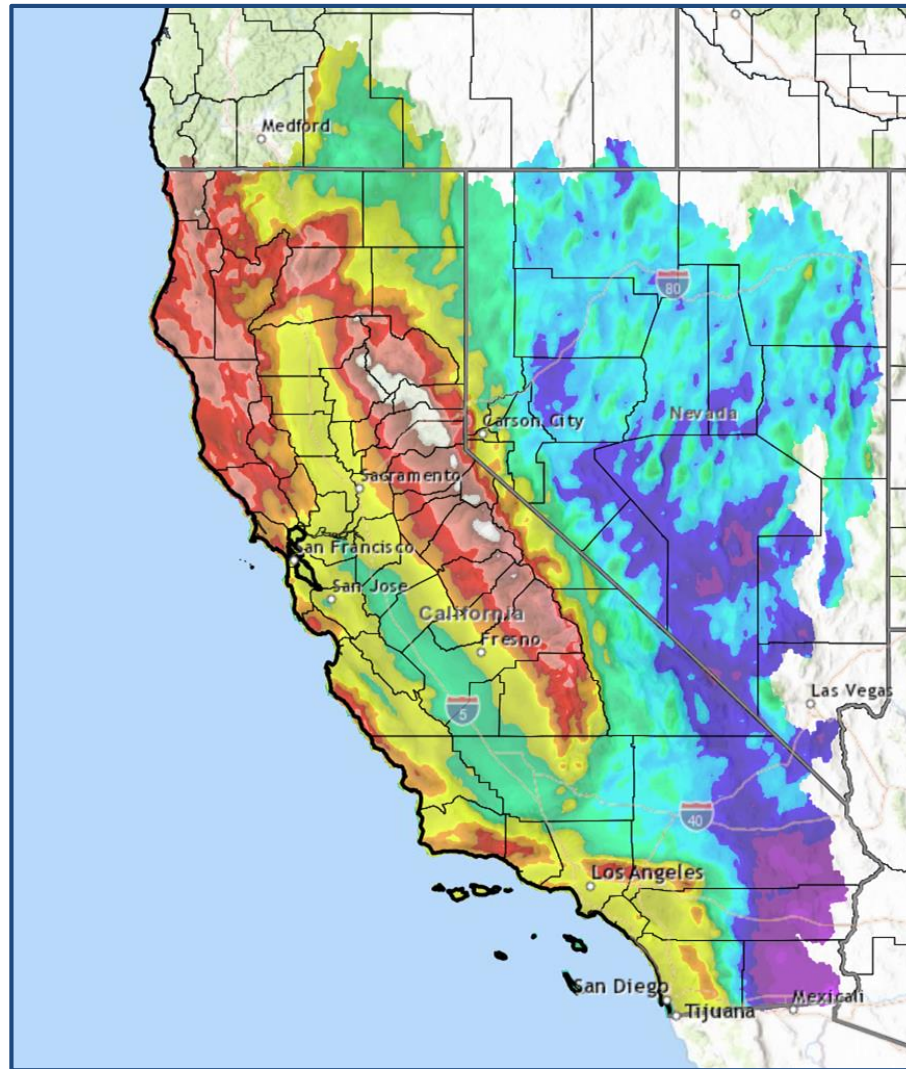 Medford
80
Nevada
Carson City
Sacramento
San Francisco
San Jose
California
Fresno
5
Las Vegas
40
Los Angeles
San Diego
Tijuana
Mexicali